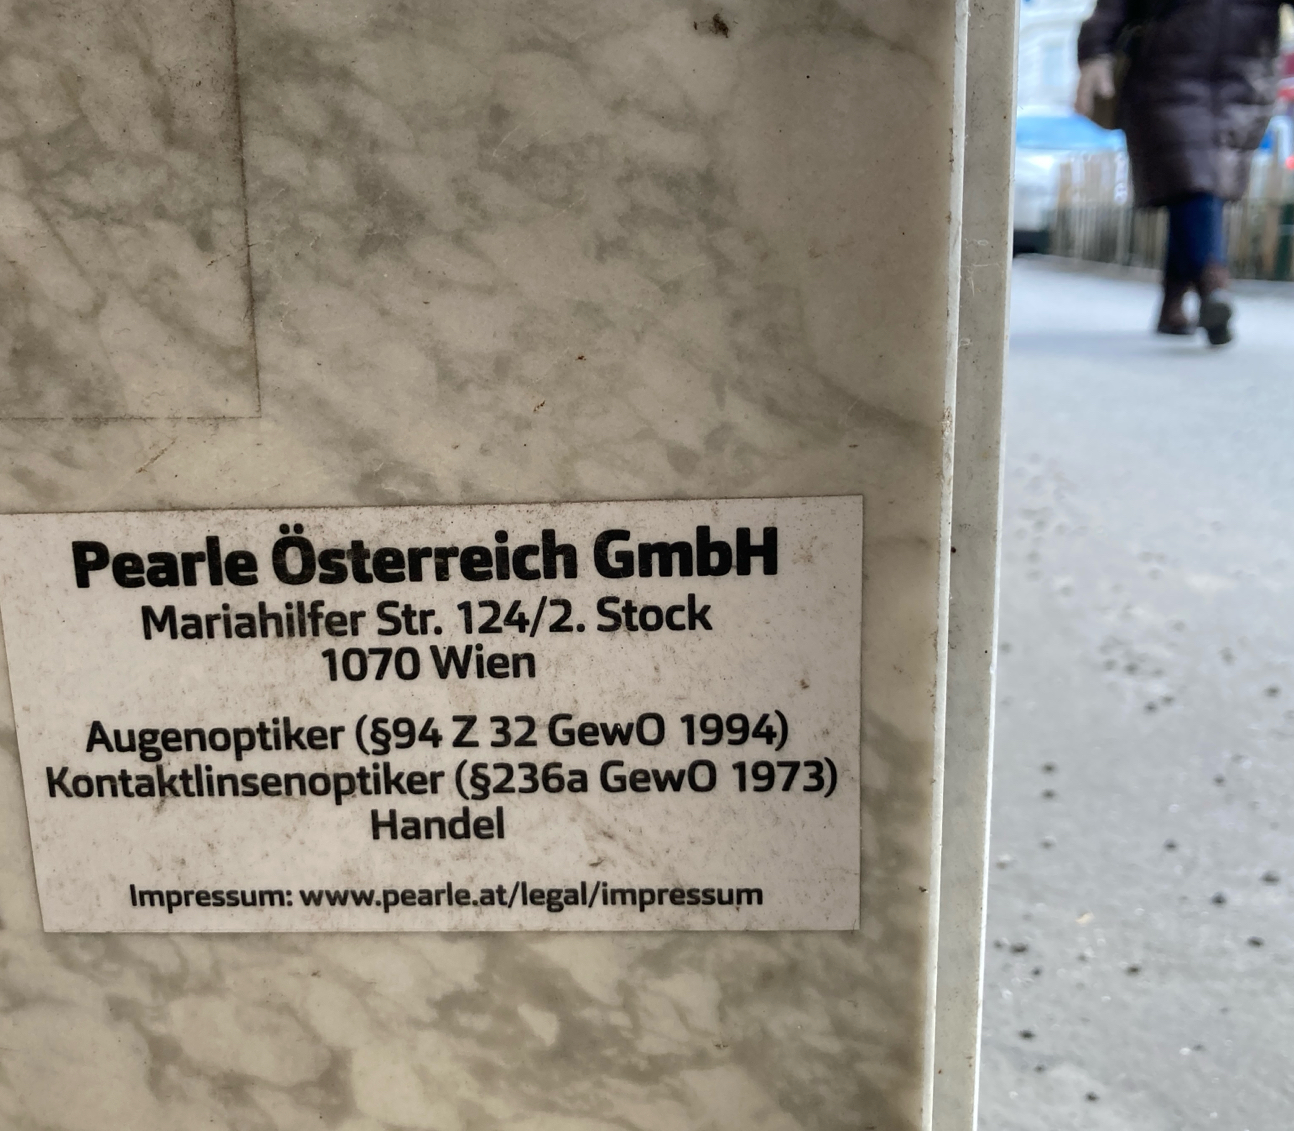 Pearle Österreich GmbH
Mariahilfer Str. 124/2. Stock
1070 Wien
Augenoptiker (§94 Z 32 GewO 1994)
Kontaktlinsenoptiker (§236a GewO 1973)
Handel
Impressum: www.pearle.at/legal/impressum